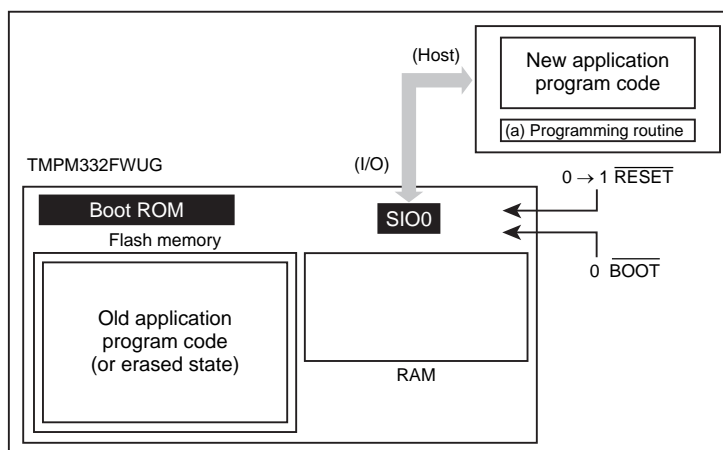 (Host)
New application
program code
(a) Programming routine
TMPM332FWUG
(I/O)
0 → 1 RESET
Boot ROM
SIO0
Flash memory
0 BOOT
Old application
program code
(or erased state)
RAM